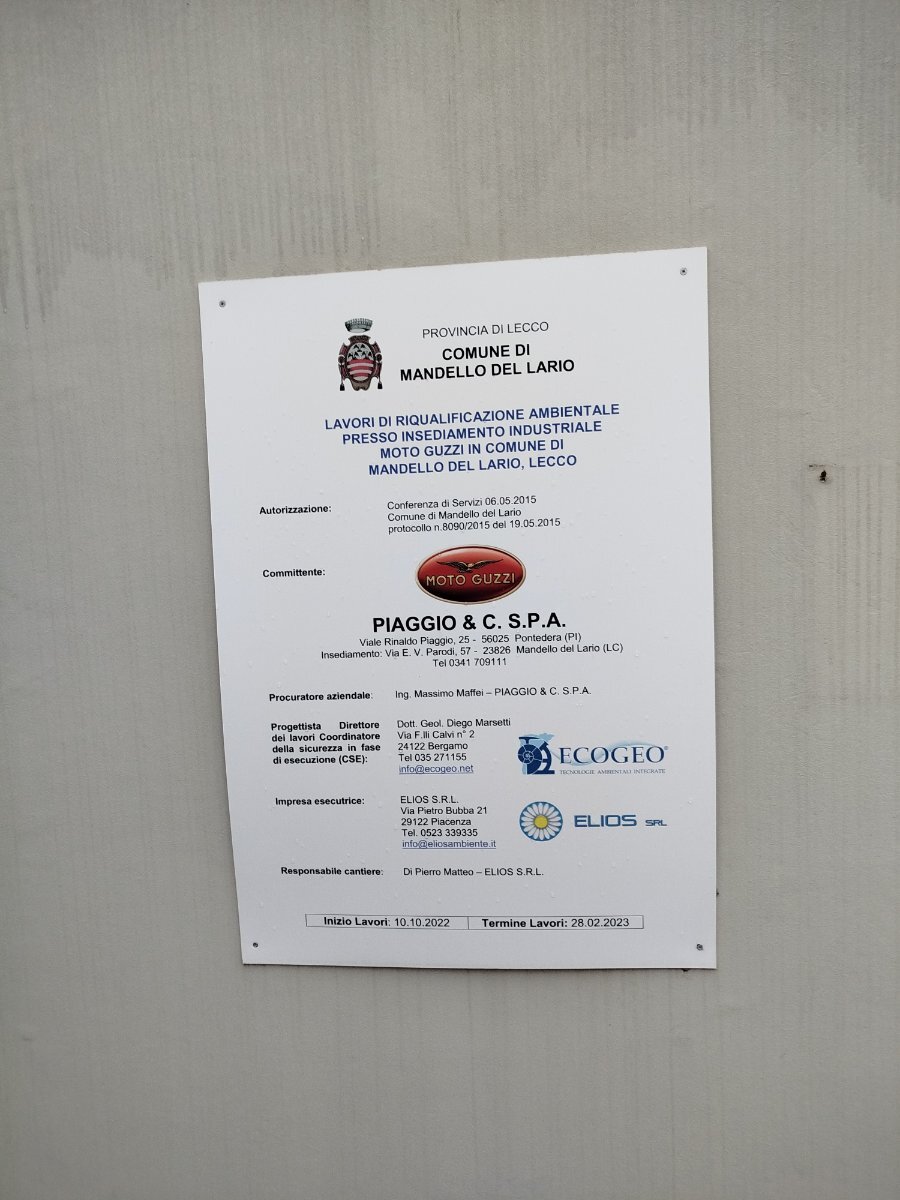 PROVINCIA DI LECCO
COMUNE DI
MANDELLO DEL LARIO
LAVORI DI RIQUALIFICAZIONE AMBIENTALE
PRESSO INSEDIAMENTO INDUSTRIALE
MOTO GUZZI IN COMUNE DI
MANDELLO DEL LARIO, LECCO
Autorizzazione:
Conferenza di Servizi 06.05.2015
Comune di Mandello del Lario
protocollo n.8090/2015 del 19.05.2015
Committente:
MOTO GUZZI
PIAGGIO & C. S.P.A.
Viale Rinaldo Piaggio, 25 - 56025 Pontedera (PI)
Insediamento: Via E. V. Parodi, 57 - 23826 Mandello del Lario (LC)
Tel 0341 709111
Procuratore aziendale:
Ing. Massimo Maffei – PIAGGIO & C. S.P.A.
Progettista Direttore
dei lavori Coordinatore
della sicurezza in fase
di esecuzione (CSE):
Dott. Geol. Diego Marsetti
Via F.lli Calvi n° 2
24122 Bergamo
Tel 035 271155
info@ecogeo.net
ECOGEO®
TECNOLOGIE AMBIENTALI INTEGRATE
Impresa esecutrice:
ELIOS S.R.L.
Via Pietro Bubba 21
29122 Piacenza
Tel. 0523 339335
info@eliosambiente.it
ELIOS SRL
Responsabile cantiere:
Di Pierro Matteo – ELIOS S.R.L.
Inizio Lavori: 10.10.2022
Termine Lavori: 28.02.2023